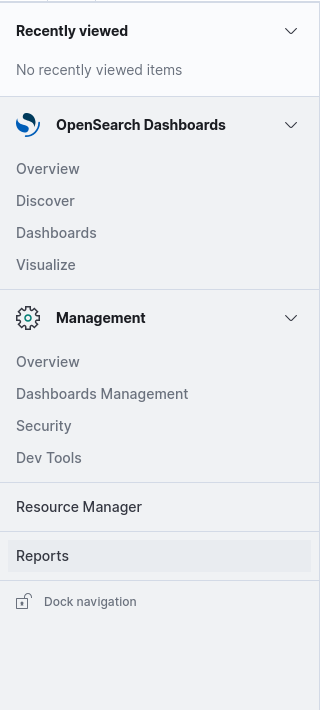 Recently viewed
No recently viewed items
OpenSearch Dashboards
Overview
Discover
Dashboards
Visualize
Management
Overview
Dashboards Management
Security
Dev Tools
Resource Manager
Reports
Dock navigation